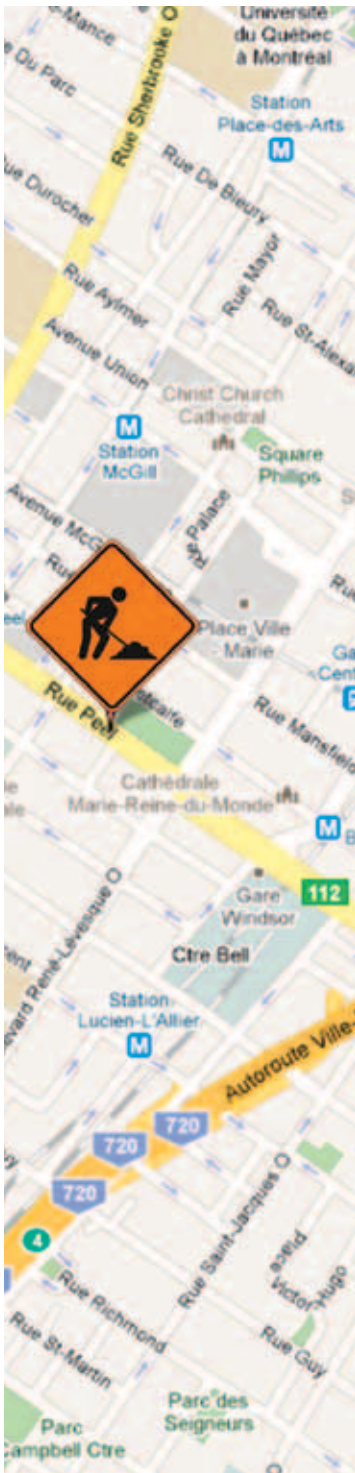 Université
du Québec
à Montréal
Rue Sherbrooke O
Rue Du Parc
Station
Place-des-Arts
M
Rue De Bleury
Rue Durocher
Rue Mayor
Rue Aylmer
Avenue Union
Christ Church
Cathedral
M
Station
McGill
Square
Phillips
Avenue
Rue Palace
Place Ville
Marie
Rue Peel
Rue Mansfield
Cathédrale
Marie-Reine-du-Monde
M
Gare
Windsor
112
Ctre Bell
Station
Lucien-L'Allier
M
Autoroute
720
720
720
4
Rue Saint-Jacques O
Place
Victor-Hugo
Rue Richmond
Rue Guy
Rue St-Martin
Parc des
Seigneurs
Parc
Campbell Ctre